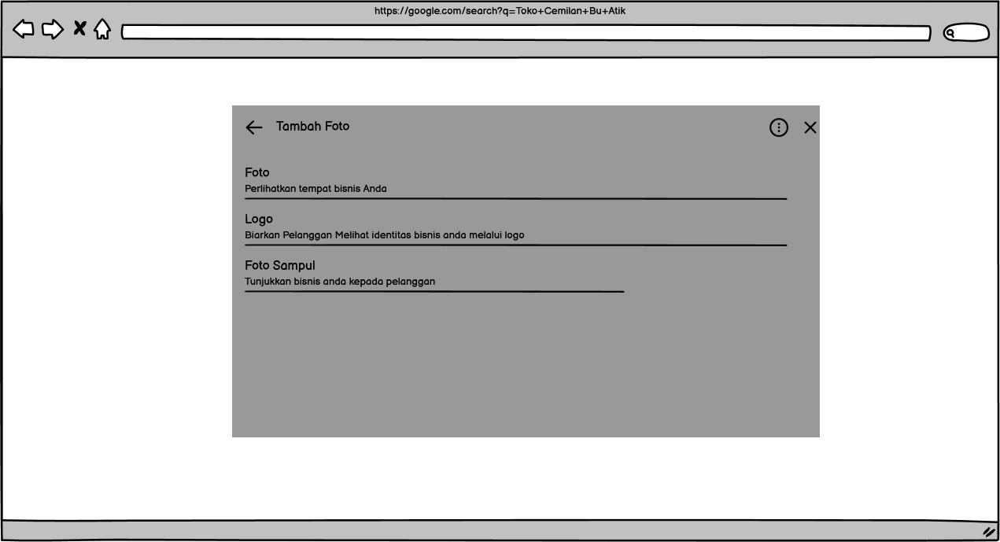 https://google.com/search?q=Toko+Cemilan+Bu+Atik
Tambah Foto
Foto
Perlihatkan tempat bisnis Anda
Logo
Biarkan Pelanggan Melihat identitas bisnis anda melalui logo
Foto Sampul
Tunjukkan bisnis anda kepada pelanggan